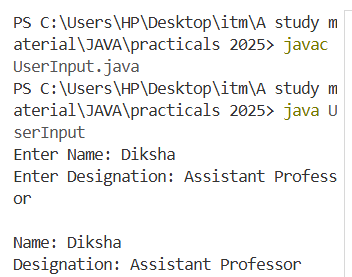 PS C:\Users\HP\Desktop\itm\A study m
aterial\JAVA\practicals 2025> javac
UserInput.java
PS C:\Users\HP\Desktop\itm\A study m
aterial\JAVA\practicals 2025> java U
serInput
Enter Name: Diksha
Enter Designation: Assistant Profess
or

Name: Diksha
Designation: Assistant Professor